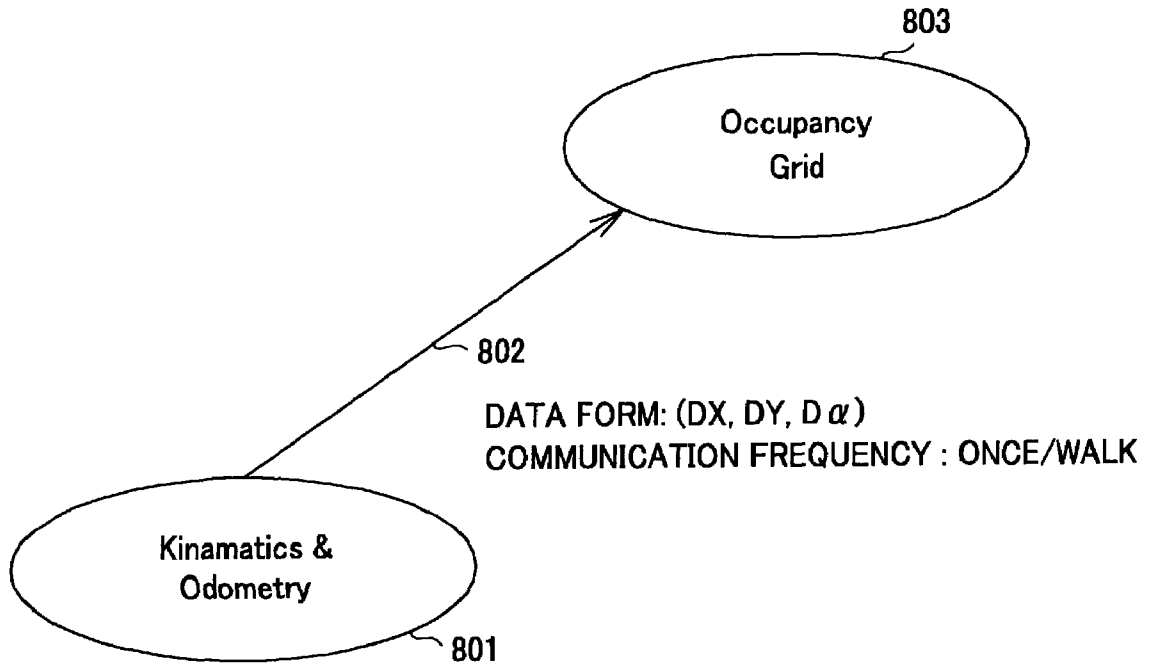 803
Occupancy
Grid
802
DATA FORM: (DX, DY, Dα)
COMMUNICATION FREQUENCY : ONCE/WALK
Kinamatics &
Odometry
801